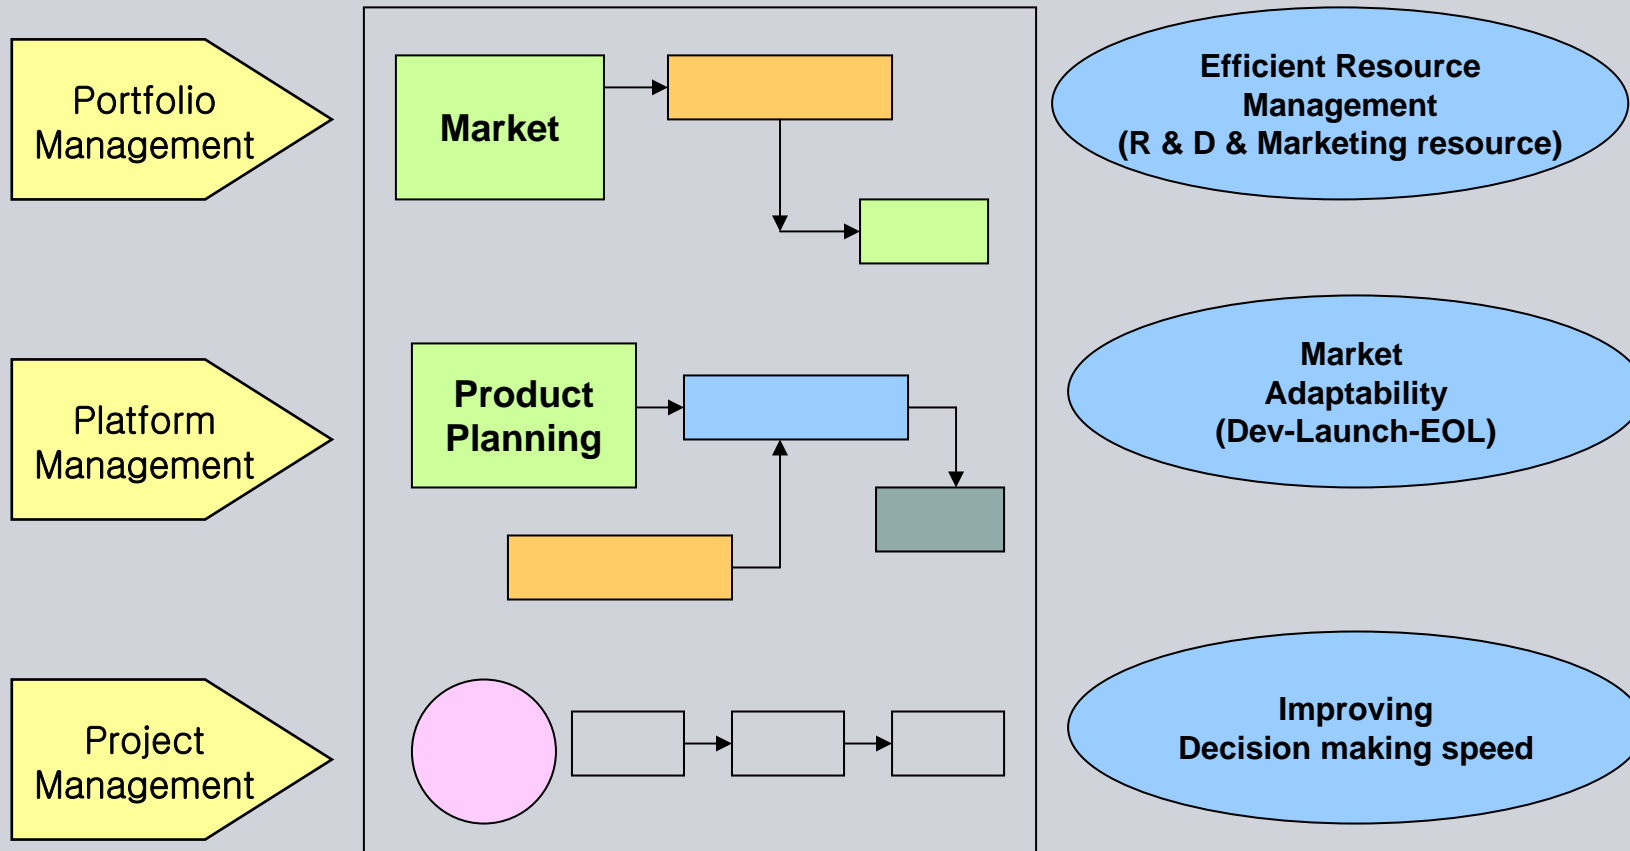 Portfolio
Management
Market
Efficient Resource
Management
(R & D & Marketing resource)
Platform
Management
Product
Planning
Market
Adaptability
(Dev-Launch-EOL)
Project
Management
Improving
Decision making speed